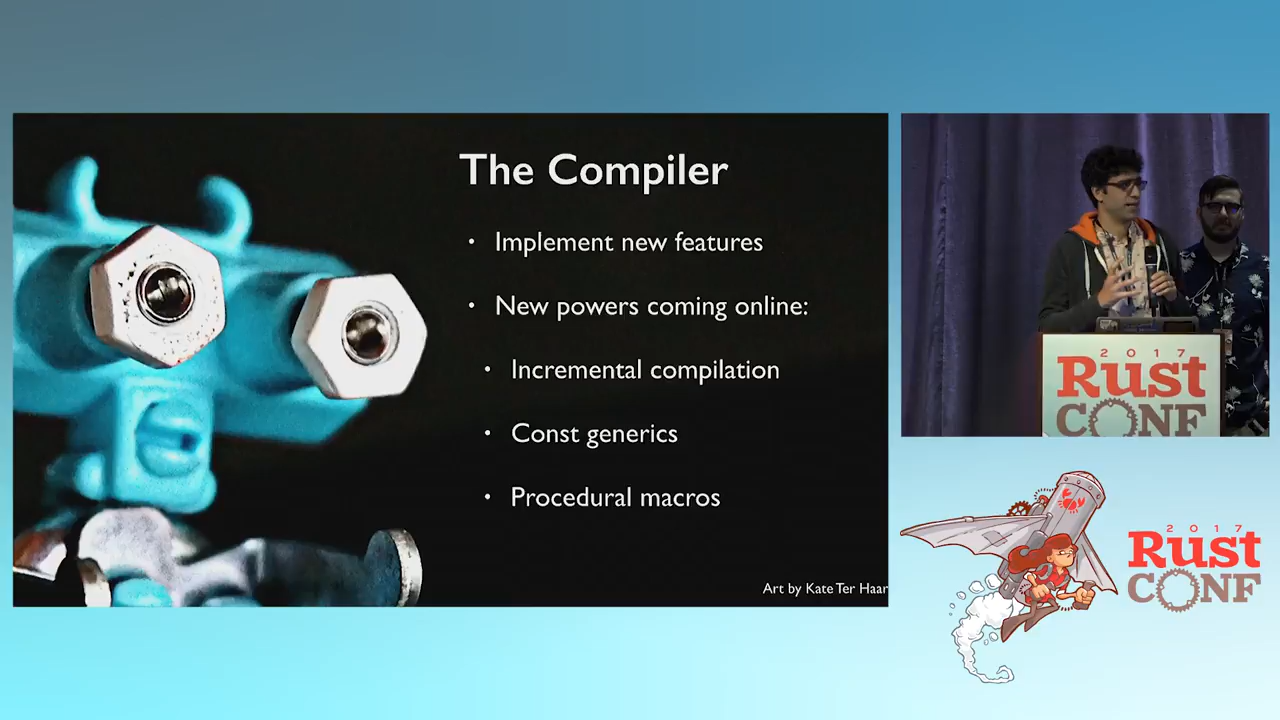 The Compiler
• Implement new features
• New powers coming online:
• Incremental compilation
• Const generics
• Procedural macros
Art by Kate Ter Haar
2017
Rust
CONF
2017
Rust
CONF